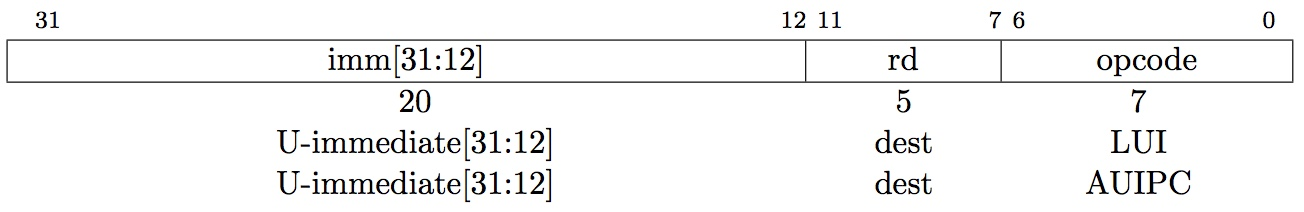 31 12 11 7 6 0
imm[31:12] rd opcode
20 5 7
U-immediate[31:12] dest LUI
U-immediate[31:12] dest AUIPC